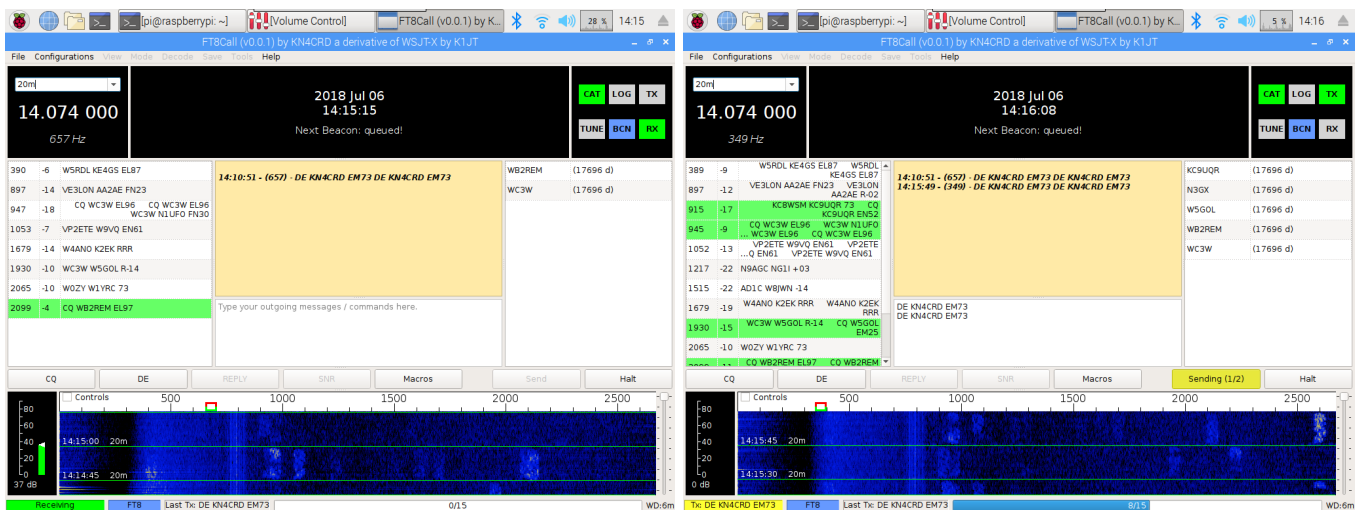 [pi@raspberrypi: ~] [Volume Control] FT8Call (v0.0.1) by K... 28 % 14:15
FT8Call (v0.0.1) by KN4CRD a derivative of WSJT-X by K1JT
File Configurations View Mode Decode Save Tools Help
20m
14.074 000
657 Hz
2018 Jul 06
14:15:15
Next Beacon: queued!
CAT LOG TX
TUNE BCN RX
390 -6 W5RDL KE4GS EL87
897 -14 VE3LON AA2AE FN23
947 -18 CQ WC3W EL96 CQ WC3W EL96
WC3W N1UFO FN30
1053 -7 VP2ETE W9VQ EN61
1679 -14 W4ANO K2EK RRR
1930 -10 WC3W W5GOL R-14
2065 -10 W0ZY W1YRC 73
2099 -4 CQ WB2REM EL97
14:10:51 - (657) - DE KN4CRD EM73 DE KN4CRD EM73
Type your outgoing messages / commands here.
WB2REM (17696 d)
WC3W (17696 d)
CQ DE REPLY SNR Macros Send Halt
Controls 500 1000 1500 2000 2500
80
60
40
20
0
37 dB
14:15:00 20m
14:14:45 20m
Receiving FT8 Last Tx: DE KN4CRD EM73 0/15 WD:6m
[pi@raspberrypi: ~] [Volume Control] FT8Call (v0.0.1) by K... 5 % 14:16
FT8Call (v0.0.1) by KN4CRD a derivative of WSJT-X by K1JT
File Configurations View Mode Decode Save Tools Help
20m
14.074 000
349 Hz
2018 Jul 06
14:16:08
Next Beacon: queued!
CAT LOG TX
TUNE BCN RX
389 -9 W5RDL KE4GS EL87 W5RDL
KE4GS EL87
897 -12 VE3LON AA2AE FN23 VE3LON
AA2AE R-02
915 -17 KC8WSM KC9UQR 73 CQ
KC9UQR EN52
945 -9 CQ WC3W EL96 WC3W N1UFO
... WC3W EL96 CQ WC3W EL96
1052 -13 VP2ETE W9VQ EN61 VP2ETE
...Q EN61 VP2ETE W9VQ EN61
1217 -22 N9AGC NG1I +03
1515 -22 AD1C W8JWN -14
1679 -19 W4ANO K2EK RRR W4ANO K2EK
RRR
1930 -15 WC3W W5GOL R-14 CQ W5GOL
EM25
2065 -10 W0ZY W1YRC 73
CQ WB2REM EL97 CQ WB2REM
14:10:51 - (657) - DE KN4CRD EM73 DE KN4CRD EM73
14:15:49 - (349) - DE KN4CRD EM73 DE KN4CRD EM73
DE KN4CRD EM73
DE KN4CRD EM73
KC9UQR (17696 d)
N3GX (17696 d)
W5GOL (17696 d)
WB2REM (17696 d)
WC3W (17696 d)
CQ DE REPLY SNR Macros Sending (1/2) Halt
Controls 500 1000 1500 2000 2500
80
60
40
20
0
0 dB
14:15:45 20m
14:15:30 20m
Tx: DE KN4CRD EM73 FT8 Last Tx: DE KN4CRD EM73 8/15 WD:6m